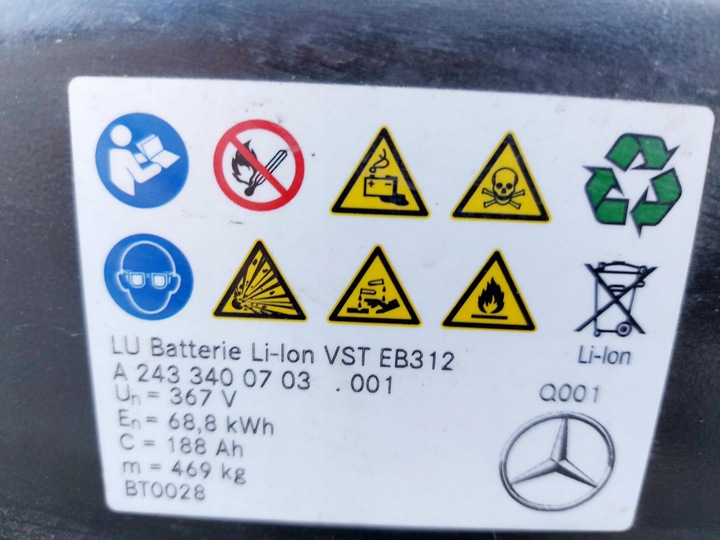 LU Batterie Li-Ion VST EB312
A 243 340 07 03 .001
Un = 367 V
En = 68,8 kWh
C = 188 Ah
m = 469 kg
BT0028
Li-Ion
Q001